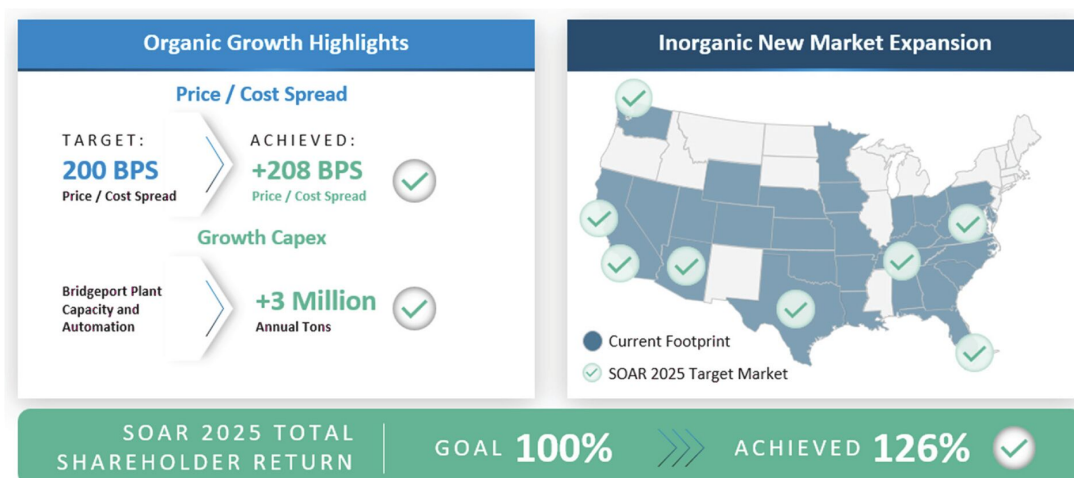 Organic Growth Highlights
Price / Cost Spread
TARGET:
200 BPS
Price / Cost Spread
ACHIEVED:
+208 BPS
Price / Cost Spread
Growth Capex
Bridgeport Plant
Capacity and
Automation
+3 Million
Annual Tons
Inorganic New Market Expansion
Current Footprint
SOAR 2025 Target Market
SOAR 2025 TOTAL
SHAREHOLDER RETURN
GOAL 100%
ACHIEVED 126%